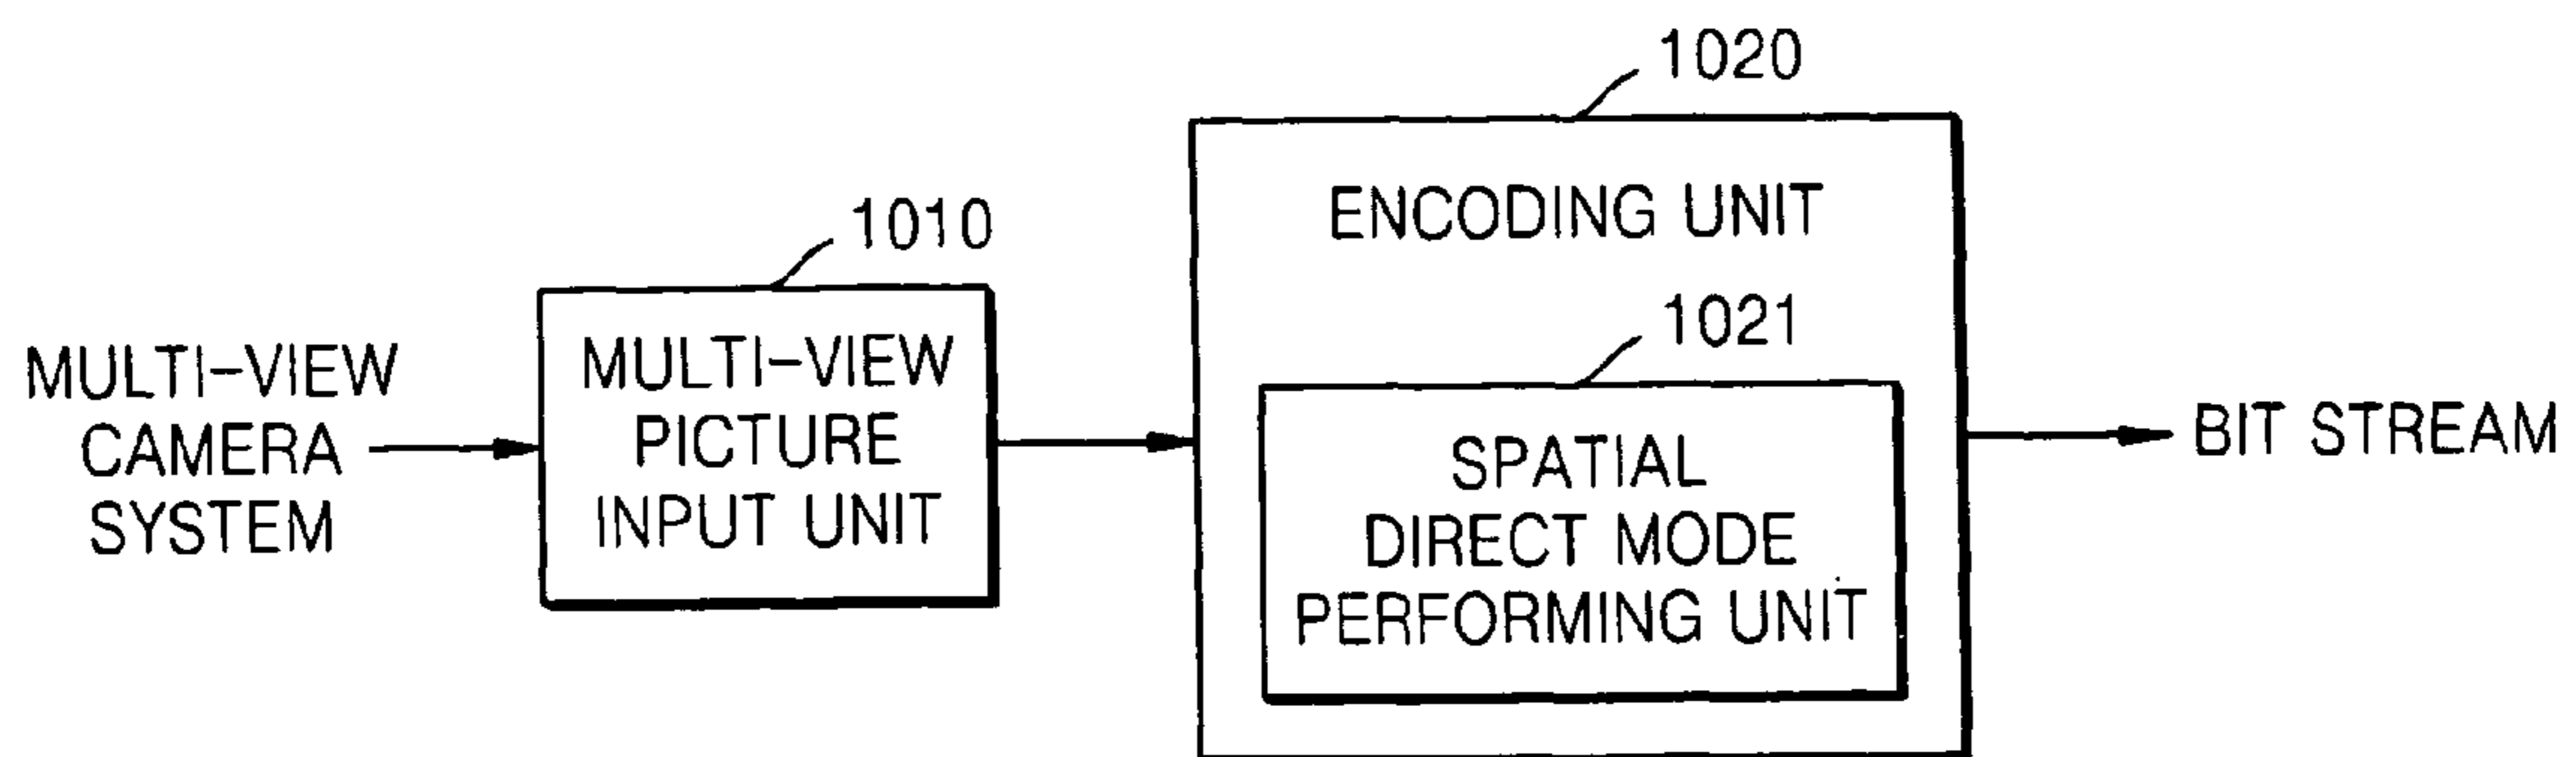 1020
ENCODING UNIT
1010
1021
MULTI-VIEW
CAMERA
SYSTEM
MULTI-VIEW
PICTURE
INPUT UNIT
SPATIAL
DIRECT MODE
PERFORMING UNIT
BIT STREAM